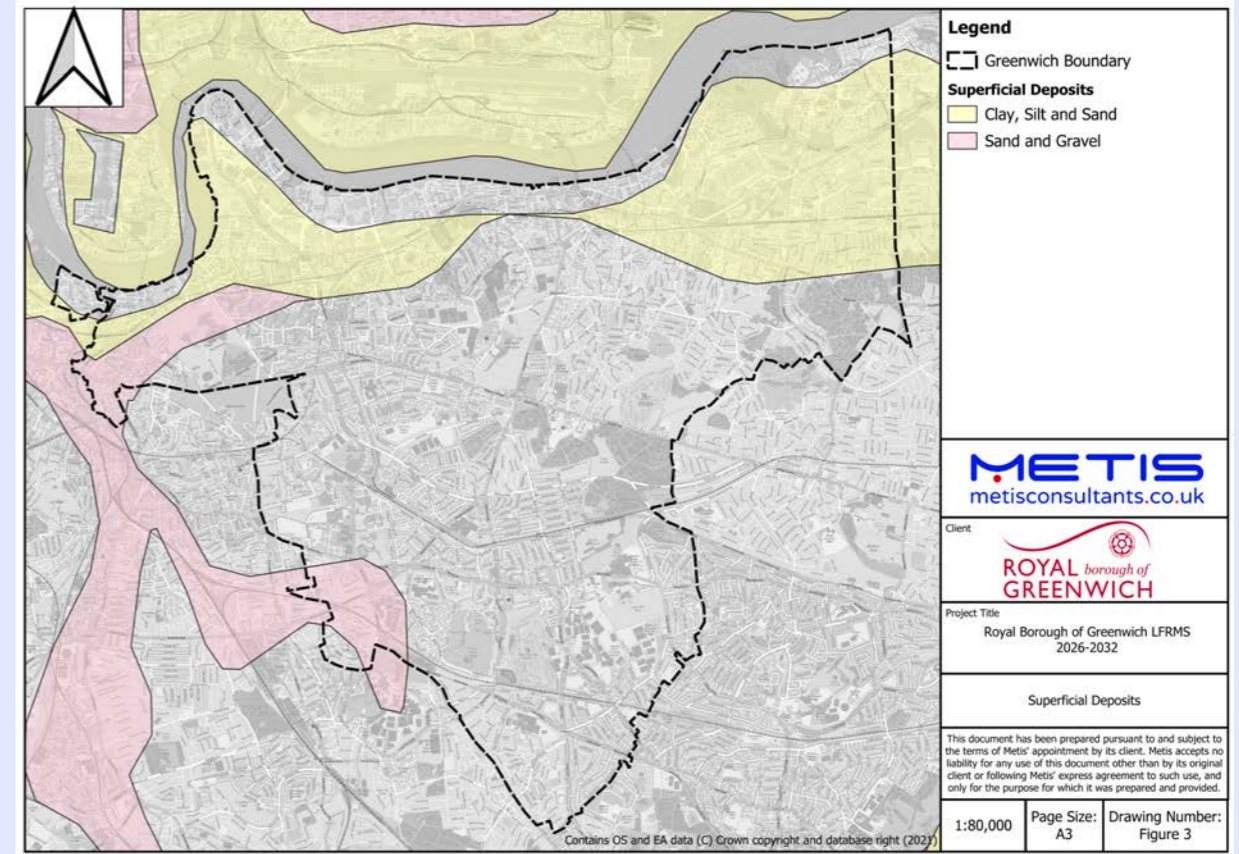 Legend
Greenwich Boundary
Superficial Deposits
Clay, Silt and Sand
Sand and Gravel
METIS
metisconsultants.co.uk
Client
ROYAL borough of
GREENWICH
Project Title
Royal Borough of Greenwich LFRMS
2026-2032
Superficial Deposits
This document has been prepared pursuant to and subject to
the terms of Metis' appointment by its client. Metis accepts no
liability for any use of this document other than by its original
client or following Metis' express agreement to such use, and
only for the purpose for which it was prepared and provided.
1:80,000
Page Size:
A3
Drawing Number:
Figure 3
Contains OS and EA data (C) Crown copyright and database right (2021)